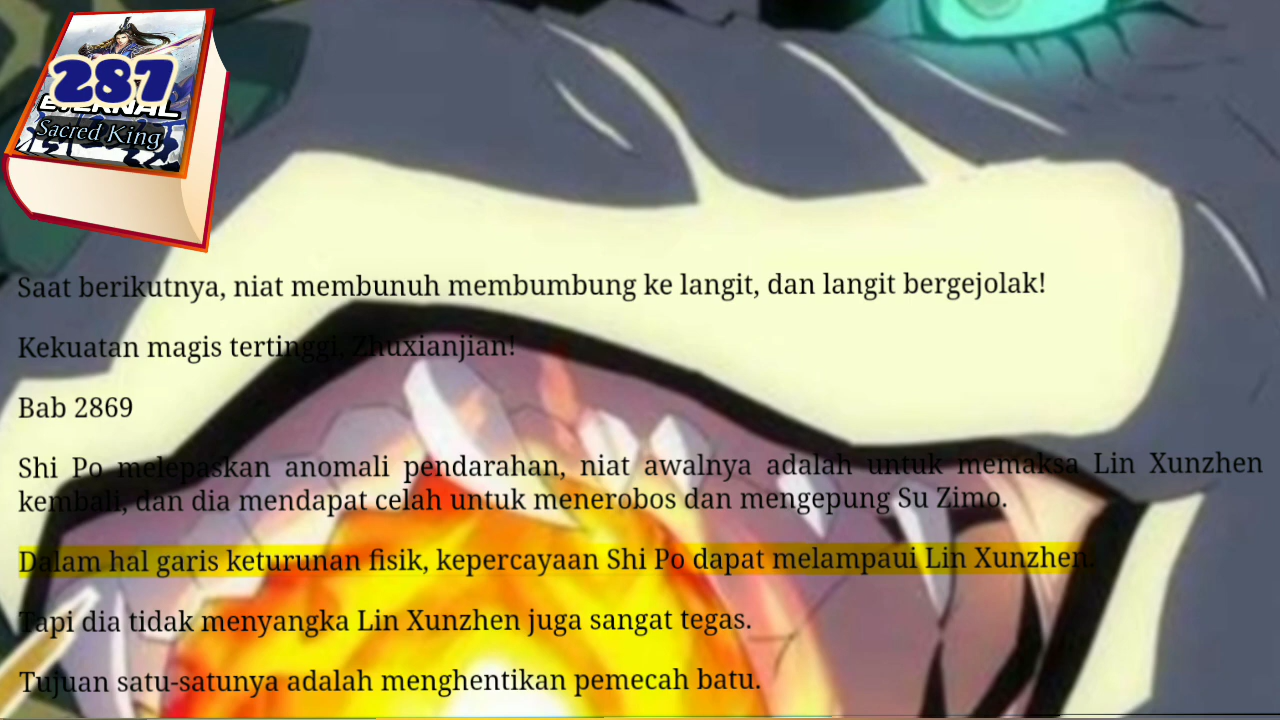 287
ETERNAL
Sacred King
Saat berikutnya, niat membunuh membumbung ke langit, dan langit bergejolak!
Kekuatan magis tertinggi, Zhuxianjian!
Bab 2869
Shi Po melepaskan anomali pendarahan, niat awalnya adalah untuk memaksa Lin Xunzhen
kembali, dan dia mendapat celah untuk menerobos dan mengepung Su Zimo.
Dalam hal garis keturunan fisik, kepercayaan Shi Po dapat melampaui Lin Xunzhen.
Tapi dia tidak menyangka Lin Xunzhen juga sangat tegas.
Tujuan satu-satunya adalah menghentikan pemecah batu.